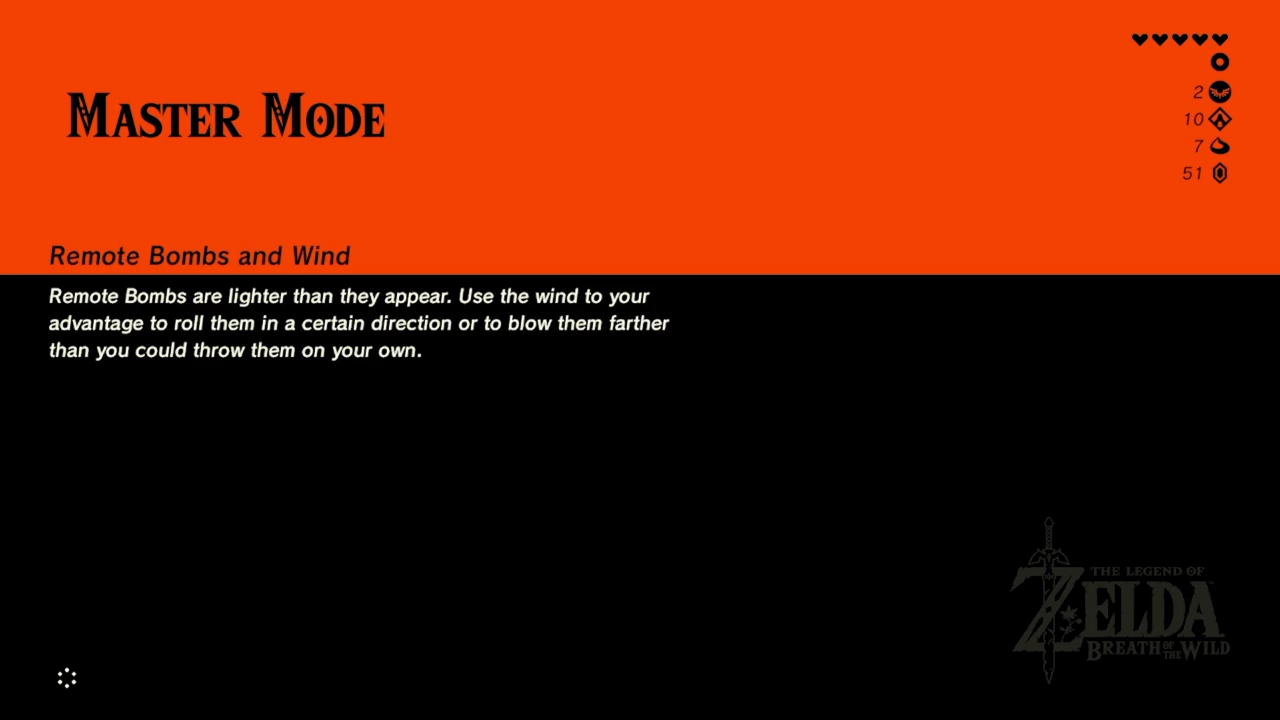 MASTER MODE
2
10
7
51
Remote Bombs and Wind
Remote Bombs are lighter than they appear. Use the wind to your
advantage to roll them in a certain direction or to blow them farther
than you could throw them on your own.
THE LEGEND OF
ZELDA
BREATH OF THE WILD